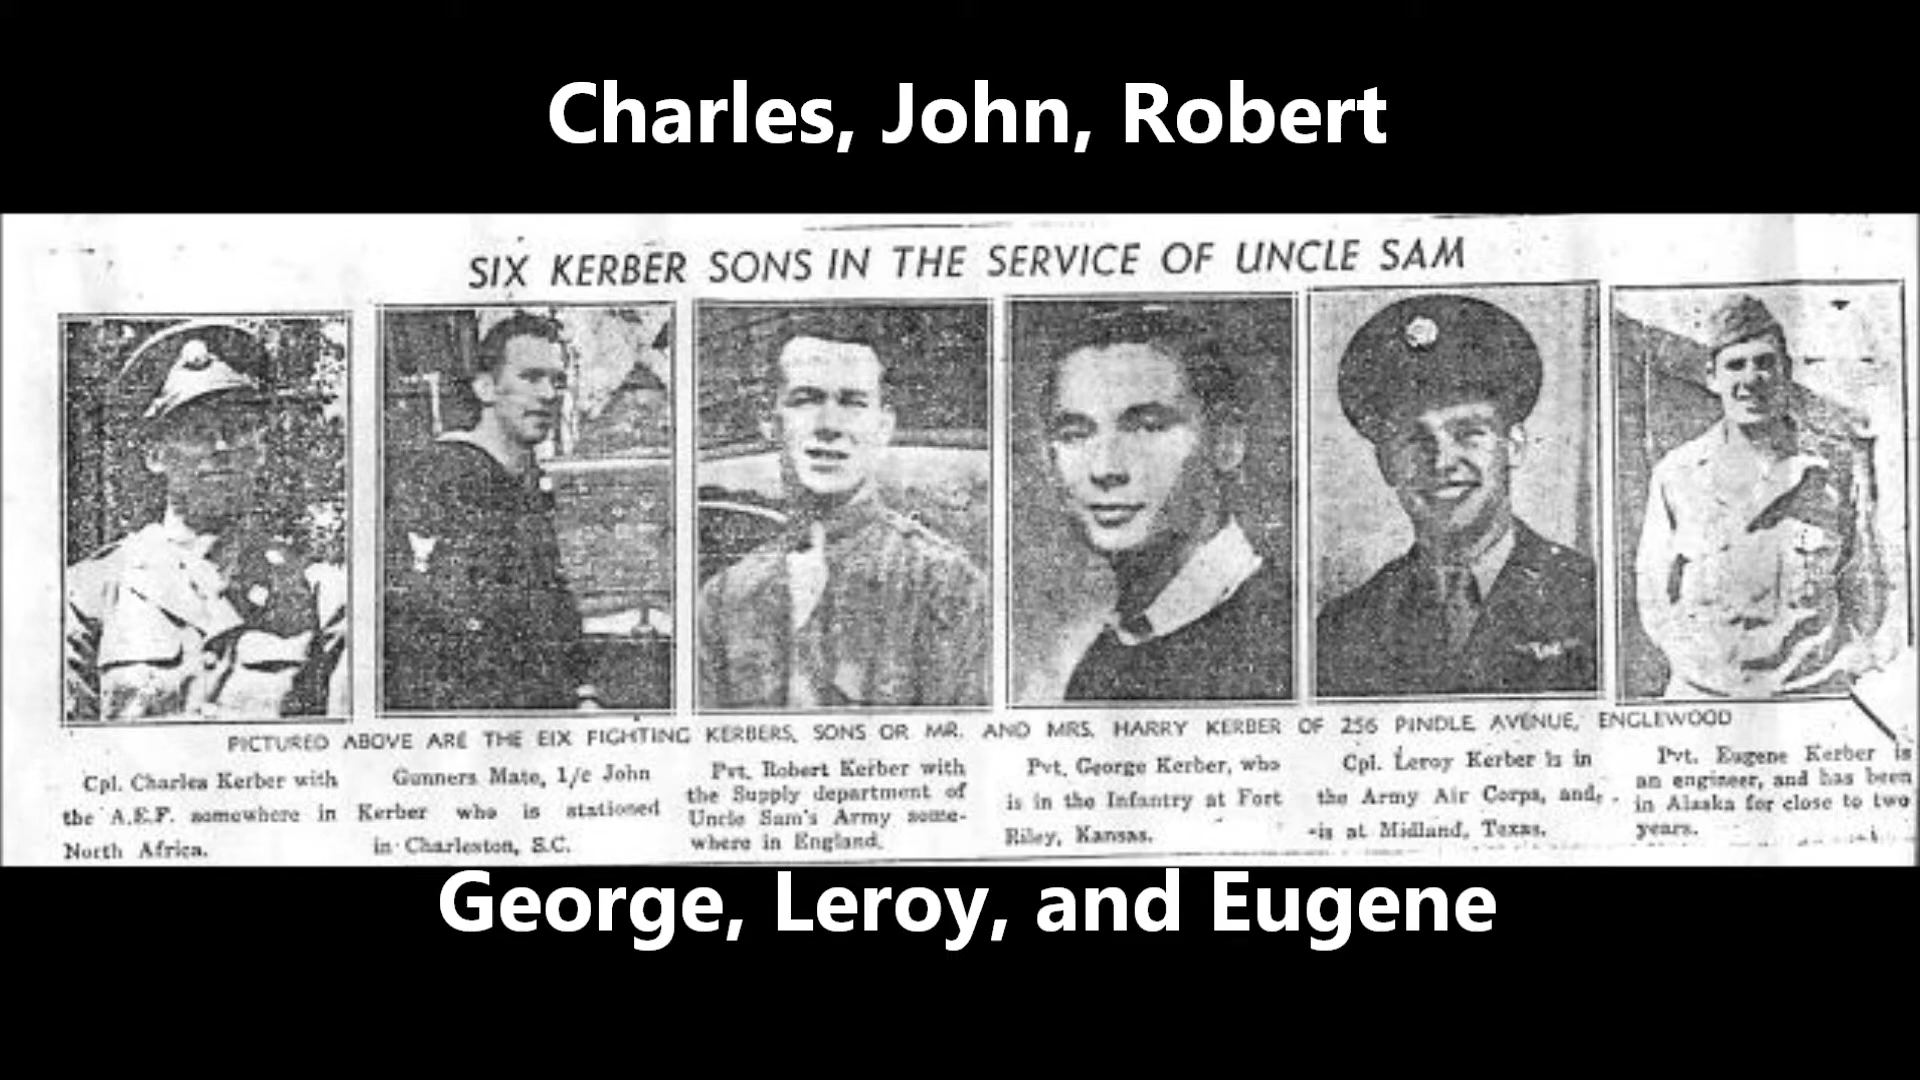 Charles, John, Robert
SIX KERBER SONS IN THE SERVICE OF UNCLE SAM
PICTURED ABOVE ARE THE EIX FIGHTING KERBERS, SONS OR MR. AND MRS. HARRY KERBER OF 256 PINDLE AVENUE, ENGLEWOOD
Cpl. Charles Kerber with
the A.E.F. somewhere in
North Africa.
Gunners Mate, 1/c John
Kerber who is stationed
in Charleston, S.C.
Pvt. Robert Kerber with
the Supply department of
Uncle Sam's Army some-
where in England.
Pvt. George Kerber, who
is in the Infantry at Fort
Riley, Kansas.
Cpl. Leroy Kerber is in
the Army Air Corps, and
is at Midland, Texas.
Pvt. Eugene Kerber is
an engineer, and has been
in Alaska for close to two
years.
George, Leroy, and Eugene